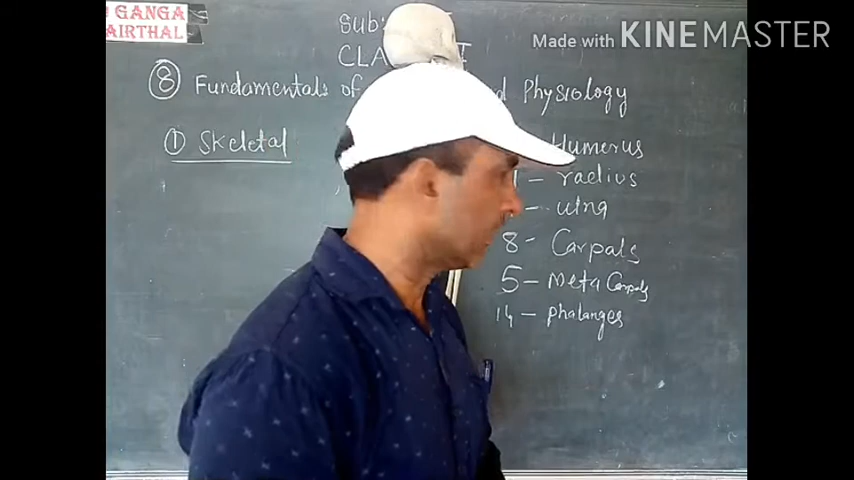 GANGA
AIRTHAL
Made with KINEMASTER
SUB
CLA
⑧ Fundamentals of Physiology
① Skeletal
Humerus
1 – radius
– ulna
8 – Carpals
5 – Meta Carpals
14 – phalanges